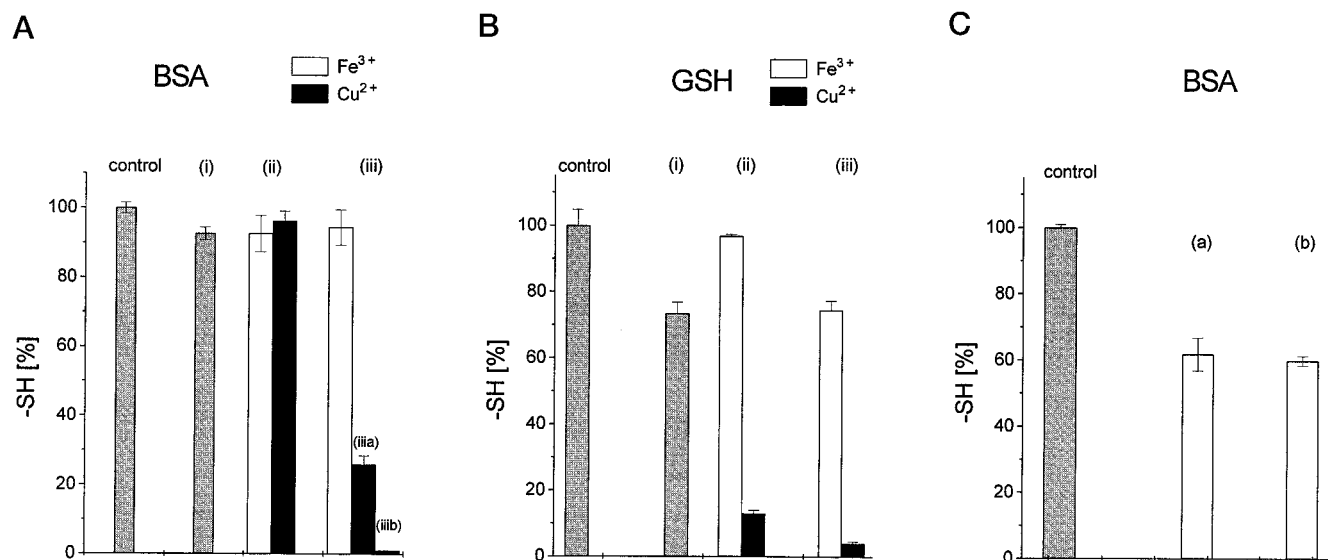 A
BSA
Fe3+
Cu2+
control (i) (ii) (iii)
100
80
60
40
20
0
-SH [%]
(iiia)
(iiib)
B
GSH
Fe3+
Cu2+
control (i) (ii) (iii)
100
80
60
40
20
0
-SH [%]
C
BSA
control
(a) (b)
100
80
60
40
20
0
-SH [%]